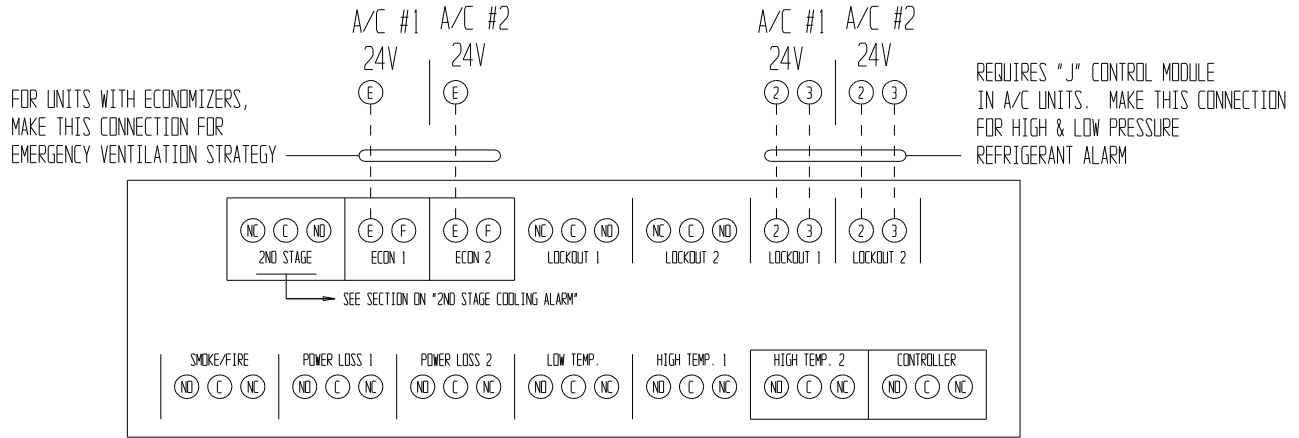 A/C #1 A/C #2
24V 24V
E E
FOR UNITS WITH ECONOMIZERS,
MAKE THIS CONNECTION FOR
EMERGENCY VENTILATION STRATEGY
A/C #1 A/C #2
24V 24V
2 3 2 3
REQUIRES "J" CONTROL MODULE
IN A/C UNITS. MAKE THIS CONNECTION
FOR HIGH & LOW PRESSURE
REFRIGERANT ALARM
NC C NO E F E F NC C NO NC C NO 2 3 2 3
2ND STAGE ECON 1 ECON 2 LOCKOUT 1 LOCKOUT 2 LOCKOUT 1 LOCKOUT 2
SEE SECTION ON "2ND STAGE COOLING ALARM"
SMOKE/FIRE POWER LOSS 1 POWER LOSS 2 LOW TEMP. HIGH TEMP. 1 HIGH TEMP. 2 CONTROLLER
NO C NC NO C NC NO C NC NO C NC NO C NC NO C NC NO C NC